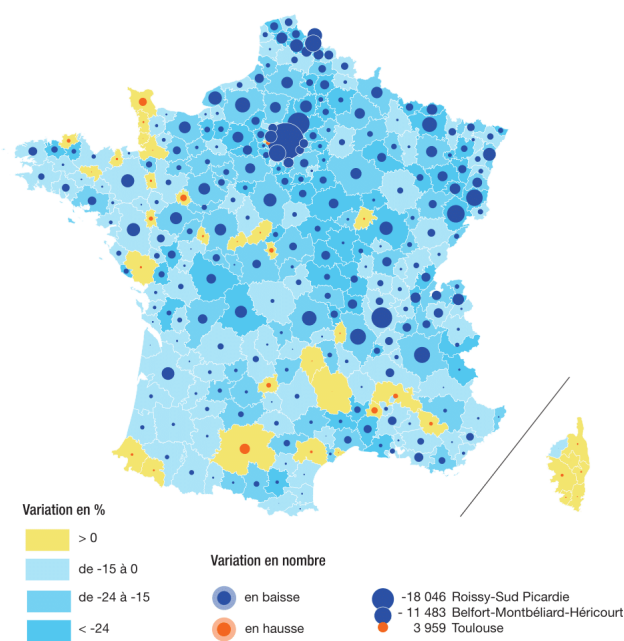 Variation en %
> 0
de -15 à 0
de -24 à -15
< -24
Variation en nombre
en baisse
en hausse
-18 046 Roissy-Sud Picardie
- 11 483 Belfort-Montbéliard-Héricourt
3 959 Toulouse